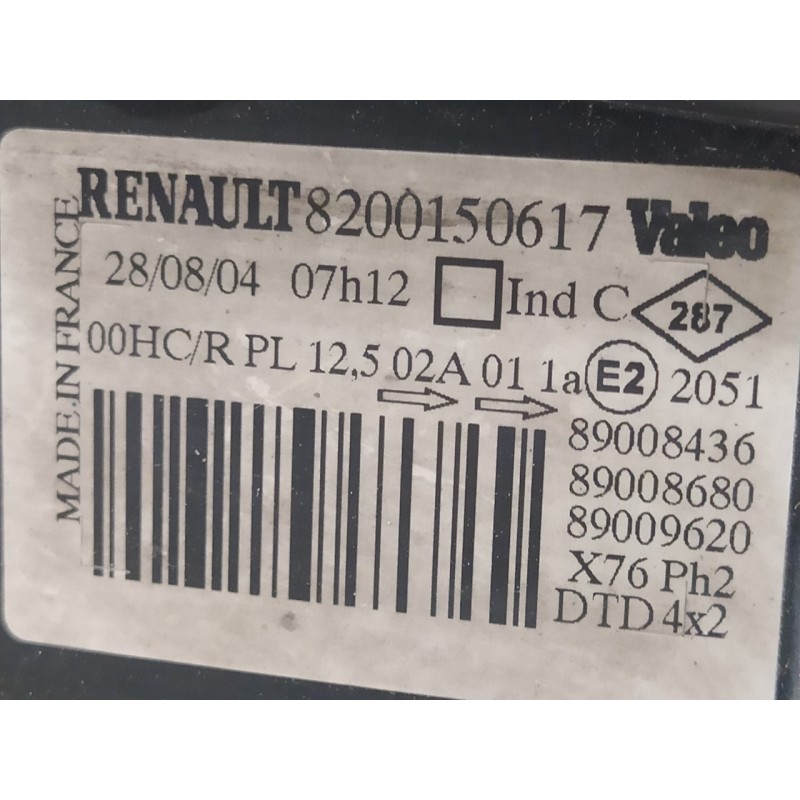 MADE.IN FRANCE
RENAULT 8200150617 Valeo
28/08/04 07h12 Ind C 287
00HC/R PL 12,5 02A 01 1a E2 2051
89008436
89008680
89009620
X76 Ph2
DTD 4x2